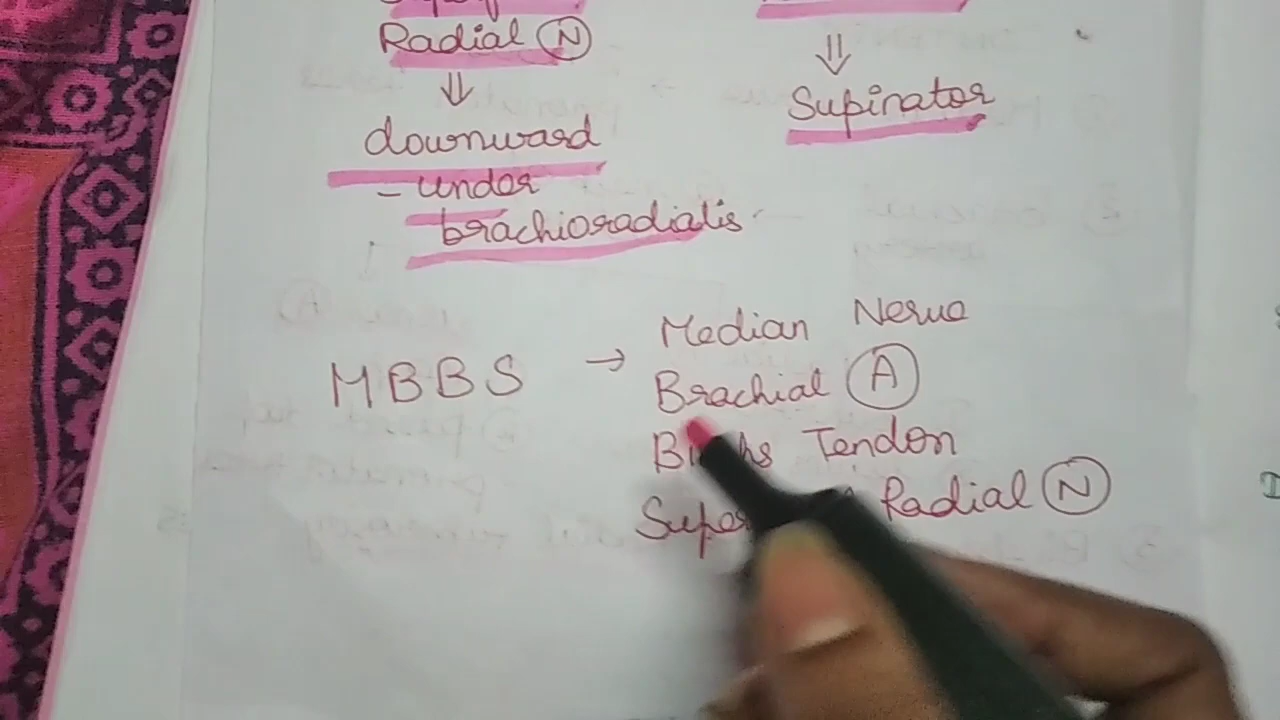 Radial (N)
⇓
⇓
Supinator
downward
- under
brachioradialis
MBBS → Median Nerve
Brachial (A)
Tendon
Radial (N)